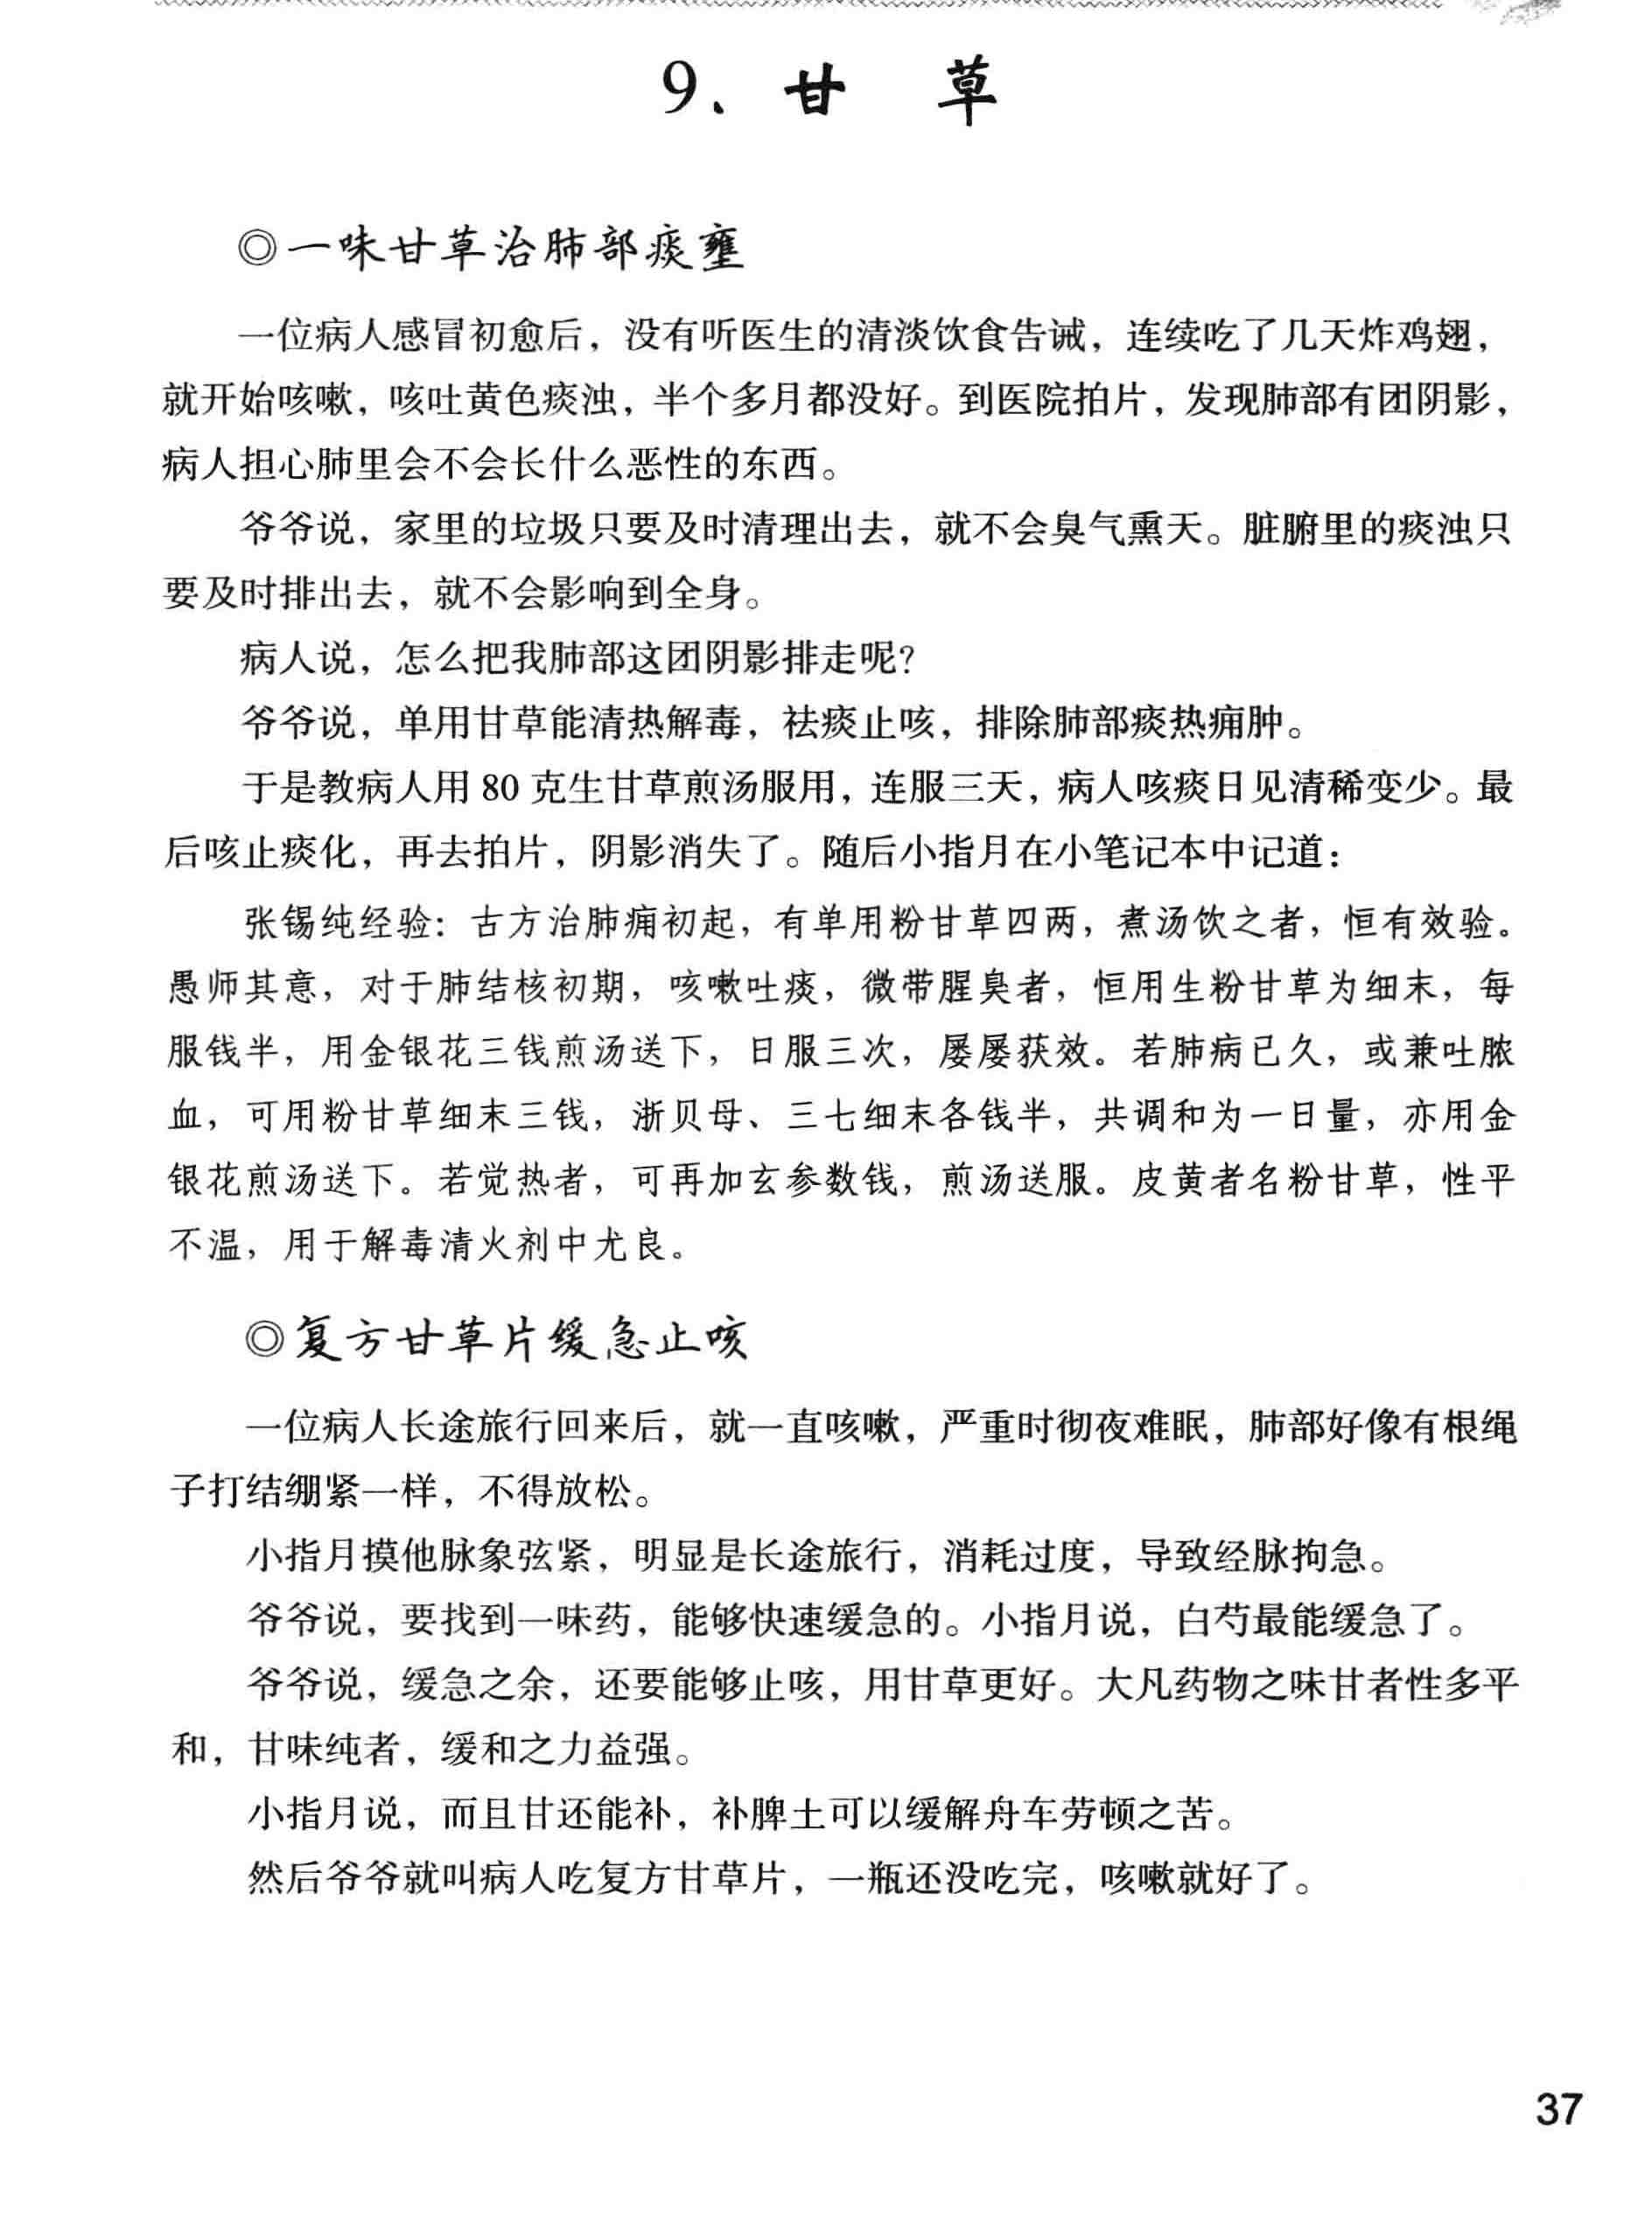 9、甘 草
◎一味甘草治肺部痰壅
一位病人感冒初愈后，没有听医生的清淡饮食告诫，连续吃了几天炸鸡翅，
就开始咳嗽，咳吐黄色痰浊，半个多月都没好。到医院拍片，发现肺部有团阴影，
病人担心肺里会不会长什么恶性的东西。
爷爷说，家里的垃圾只要及时清理出去，就不会臭气熏天。脏腑里的痰浊只
要及时排出去，就不会影响到全身。
病人说，怎么把我肺部这团阴影排走呢？
爷爷说，单用甘草能清热解毒，祛痰止咳，排除肺部痰热痈肿。
于是教病人用 80 克生甘草煎汤服用，连服三天，病人咳痰日见清稀变少。最
后咳止痰化，再去拍片，阴影消失了。随后小指月在小笔记本中记道：
张锡纯经验：古方治肺痈初起，有单用粉甘草四两，煮汤饮之者，恒有效验。
愚师其意，对于肺结核初期，咳嗽吐痰，微带腥臭者，恒用生粉甘草为细末，每
服钱半，用金银花三钱煎汤送下，日服三次，屡屡获效。若肺病已久，或兼吐脓
血，可用粉甘草细末三钱，浙贝母、三七细末各钱半，共调和为一日量，亦用金
银花煎汤送下。若觉热者，可再加玄参数钱，煎汤送服。皮黄者名粉甘草，性平
不温，用于解毒清火剂中尤良。
◎复方甘草片缓急止咳
一位病人长途旅行回来后，就一直咳嗽，严重时彻夜难眠，肺部好像有根绳
子打结绷紧一样，不得放松。
小指月摸他脉象弦紧，明显是长途旅行，消耗过度，导致经脉拘急。
爷爷说，要找到一味药，能够快速缓急的。小指月说，白芍最能缓急了。
爷爷说，缓急之余，还要能够止咳，用甘草更好。大凡药物之味甘者性多平
和，甘味纯者，缓和之力益强。
小指月说，而且甘还能补，补脾土可以缓解舟车劳顿之苦。
然后爷爷就叫病人吃复方甘草片，一瓶还没吃完，咳嗽就好了。
37